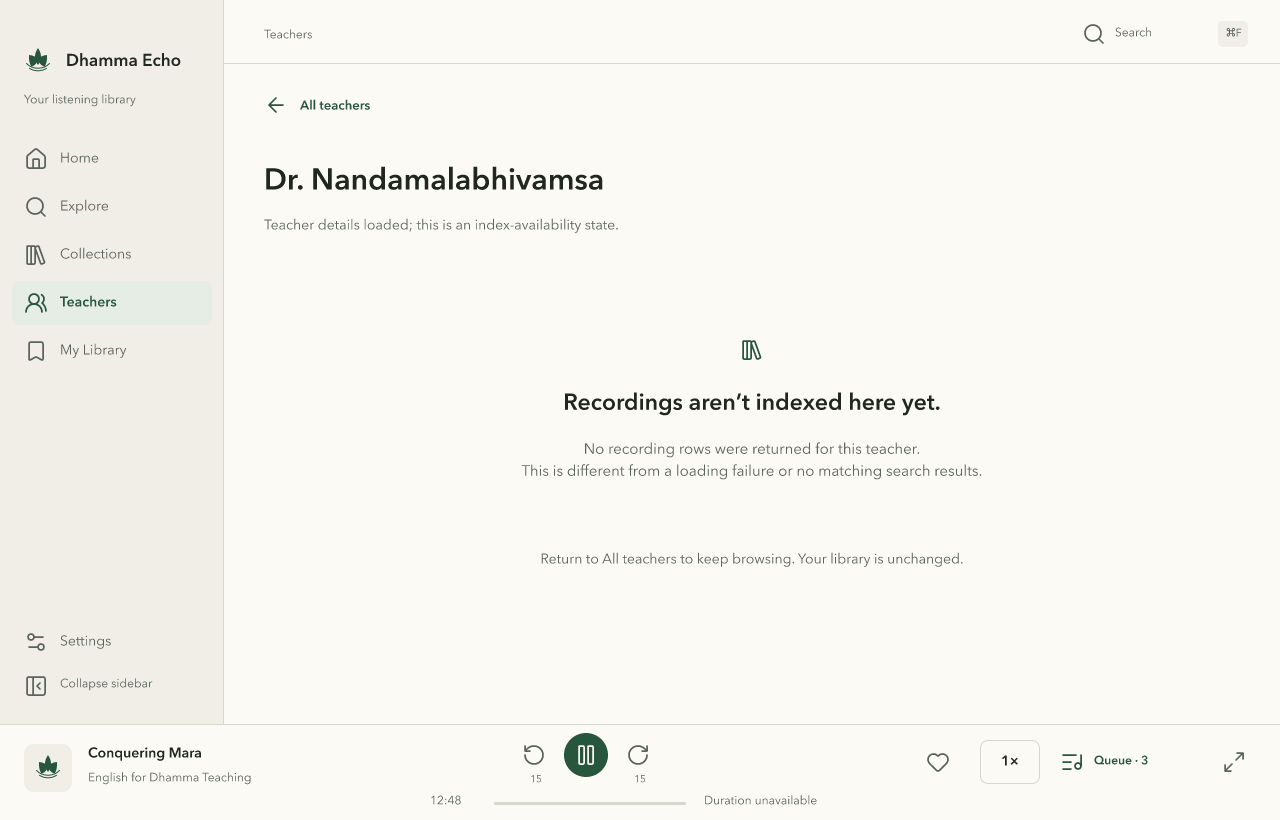 Dhamma Echo
Your listening library
Home
Explore
Collections
Teachers
My Library
Settings
Collapse sidebar
Teachers
Search
⌘F
All teachers
Dr. Nandamalabhivamsa
Teacher details loaded; this is an index-availability state.
Recordings aren’t indexed here yet.
No recording rows were returned for this teacher.
This is different from a loading failure or no matching search results.
Return to All teachers to keep browsing. Your library is unchanged.
Conquering Mara
English for Dhamma Teaching
15
15
12:48
Duration unavailable
1×
Queue · 3